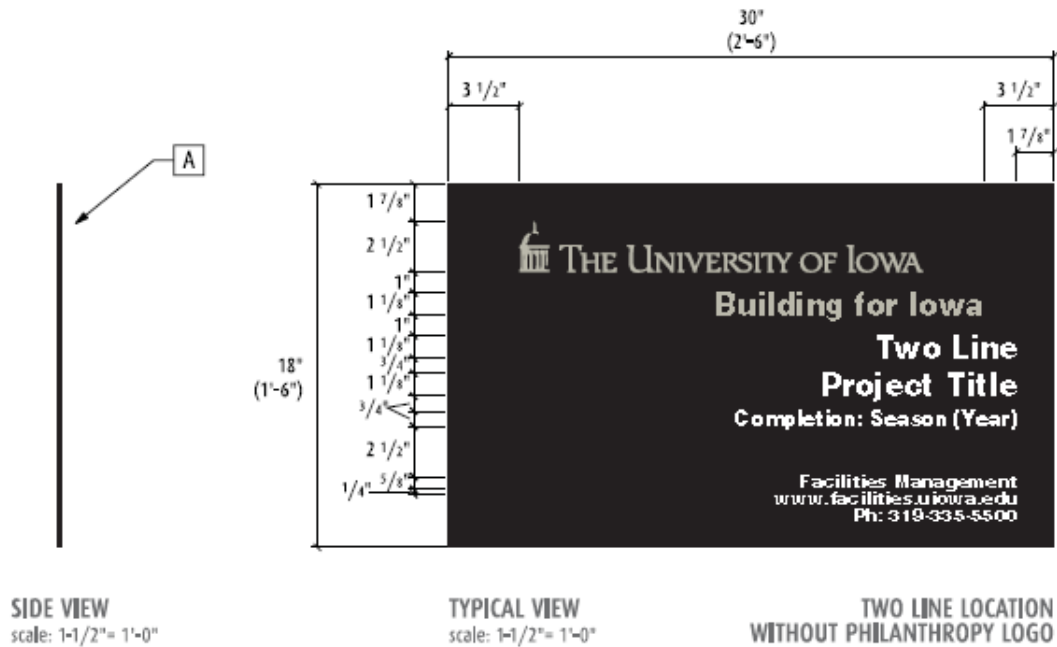 30"
(2'-6")
3 1/2"
3 1/2"
1 7/8"
A
1 7/8"
2 1/2"
1"
1 1/8"
1"
1 1/8"
3/4"
1 1/8"
3/4"
2 1/2"
5/8"
1/4"
18"
(1'-6")
THE UNIVERSITY OF IOWA
Building for Iowa
Two Line
Project Title
Completion: Season (Year)
Facilities Management
www.facilities.uiowa.edu
Ph: 319-335-5500
SIDE VIEW
scale: 1-1/2"= 1'-0"
TYPICAL VIEW
scale: 1-1/2"= 1'-0"
TWO LINE LOCATION
WITHOUT PHILANTHROPY LOGO